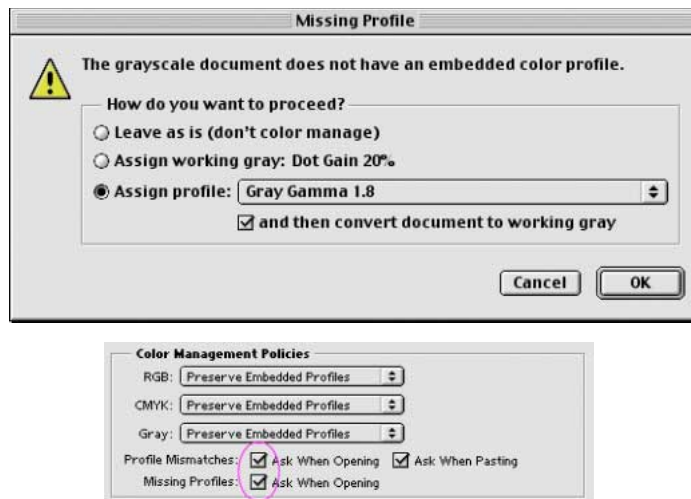 Missing Profile
The grayscale document does not have an embedded color profile.
How do you want to proceed?
Leave as is (don't color manage)
Assign working gray: Dot Gain 20%
Assign profile: Gray Gamma 1.8
and then convert document to working gray
Cancel OK
Color Management Policies
RGB: Preserve Embedded Profiles
CMYK: Preserve Embedded Profiles
Gray: Preserve Embedded Profiles
Profile Mismatches: Ask When Opening Ask When Pasting
Missing Profiles: Ask When Opening